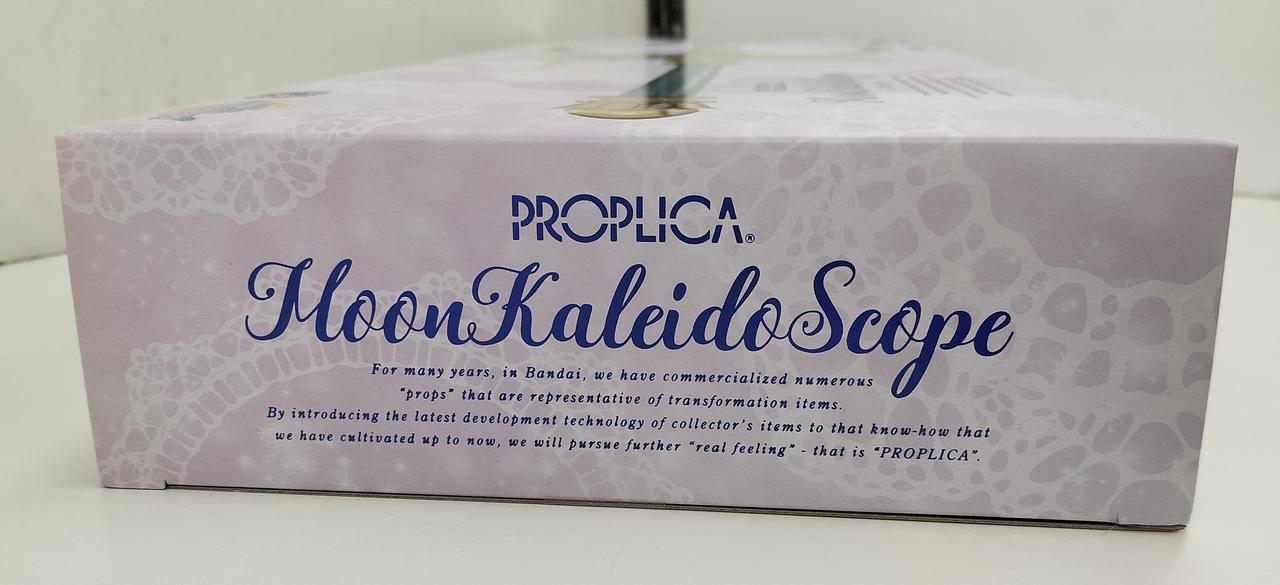 PROPLICA®
MoonKaleidoScope
For many years, in Bandai, we have commercialized numerous
“props” that are representative of transformation items.
By introducing the latest development technology of collector’s items to that know-how that
we have cultivated up to now, we will pursue further “real feeling” - that is “PROPLICA”.